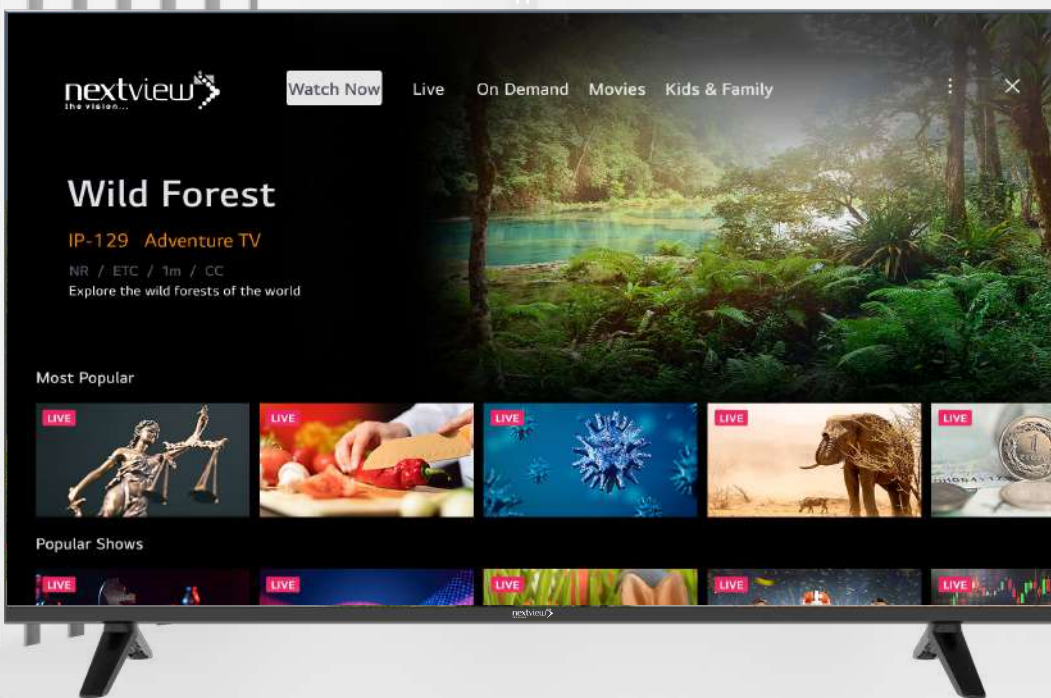 nextview
the vision...
Watch Now Live On Demand Movies Kids & Family
Wild Forest
IP-129 Adventure TV
NR / ETC / 1m / CC
Explore the wild forests of the world
Most Popular
LIVE LIVE LIVE LIVE LIVE
1
Popular Shows
LIVE LIVE LIVE LIVE LIVE
nextview